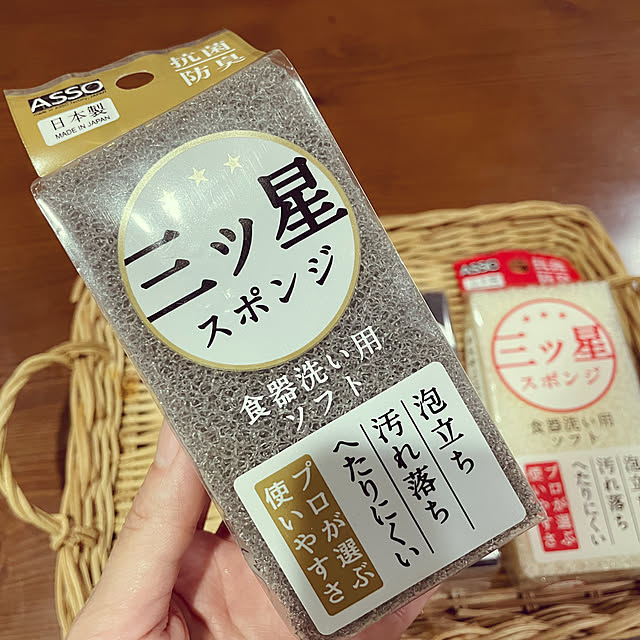 ASSO
日本製
MADE IN JAPAN
抗菌
防臭
三ツ星
スポンジ
食器洗い用
ソフト
泡立ち
汚れ落ち
へたりにくい
プロが選ぶ
使いやすさ
ASSO
三ツ星
スポンジ
食器洗い用
ソフト
泡立
汚れ落ち
へたりにくい
プロが選ぶ
使いやすさ